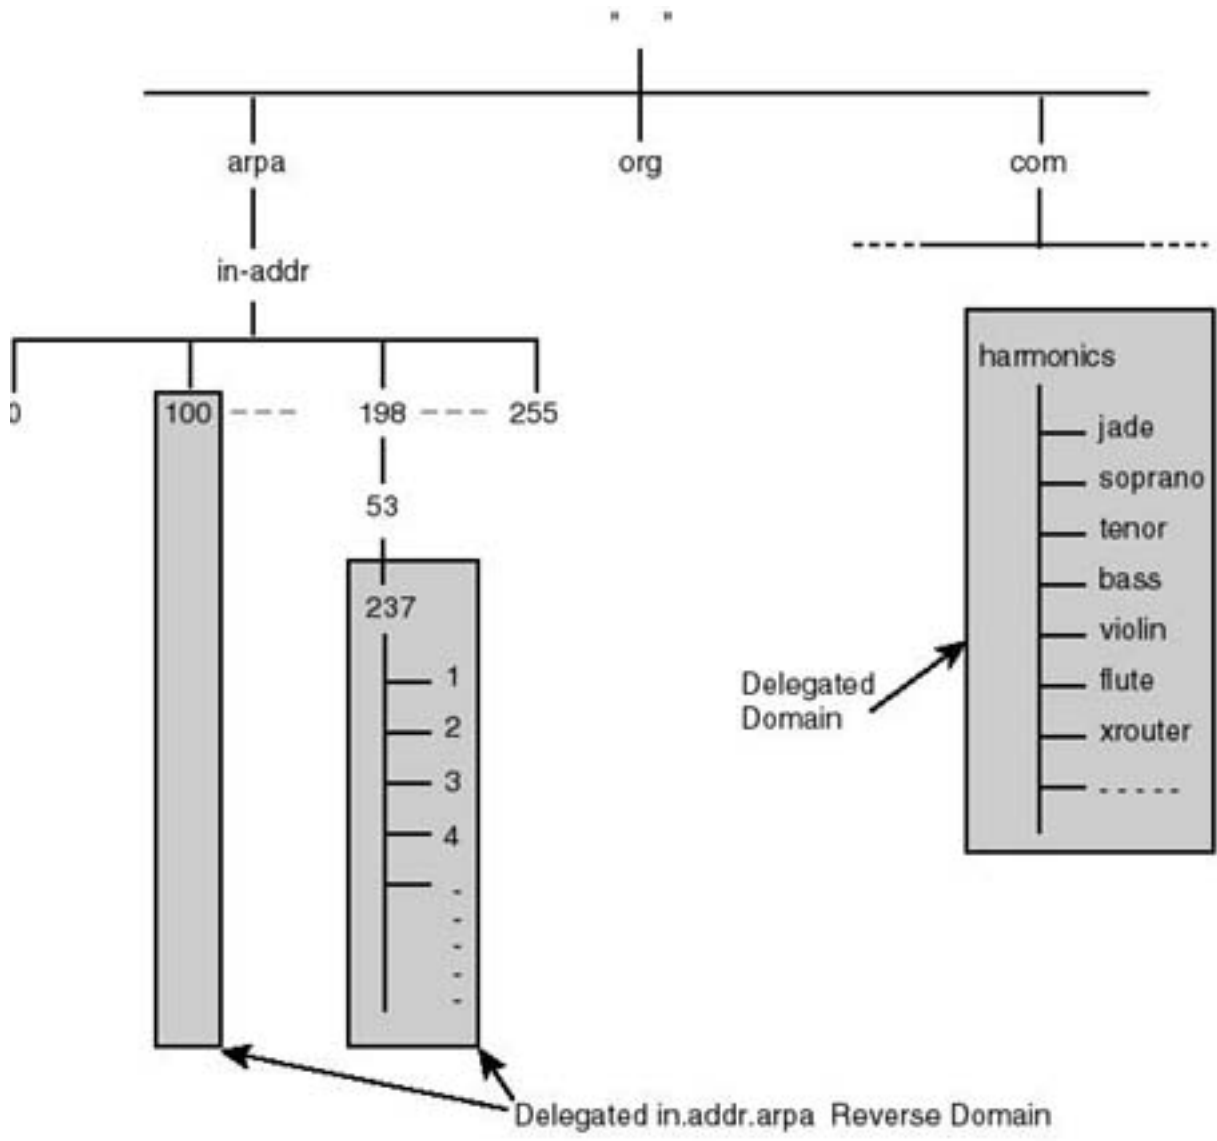 " "
arpa org com
in-addr
0 100 ---- 198 ---- 255
harmonics
jade
soprano
53
tenor
bass
237
violin
1
Delegated
Domain
flute
2
xrouter
3
-----
4
-
-
-
-
-
Delegated in.addr.arpa Reverse Domain